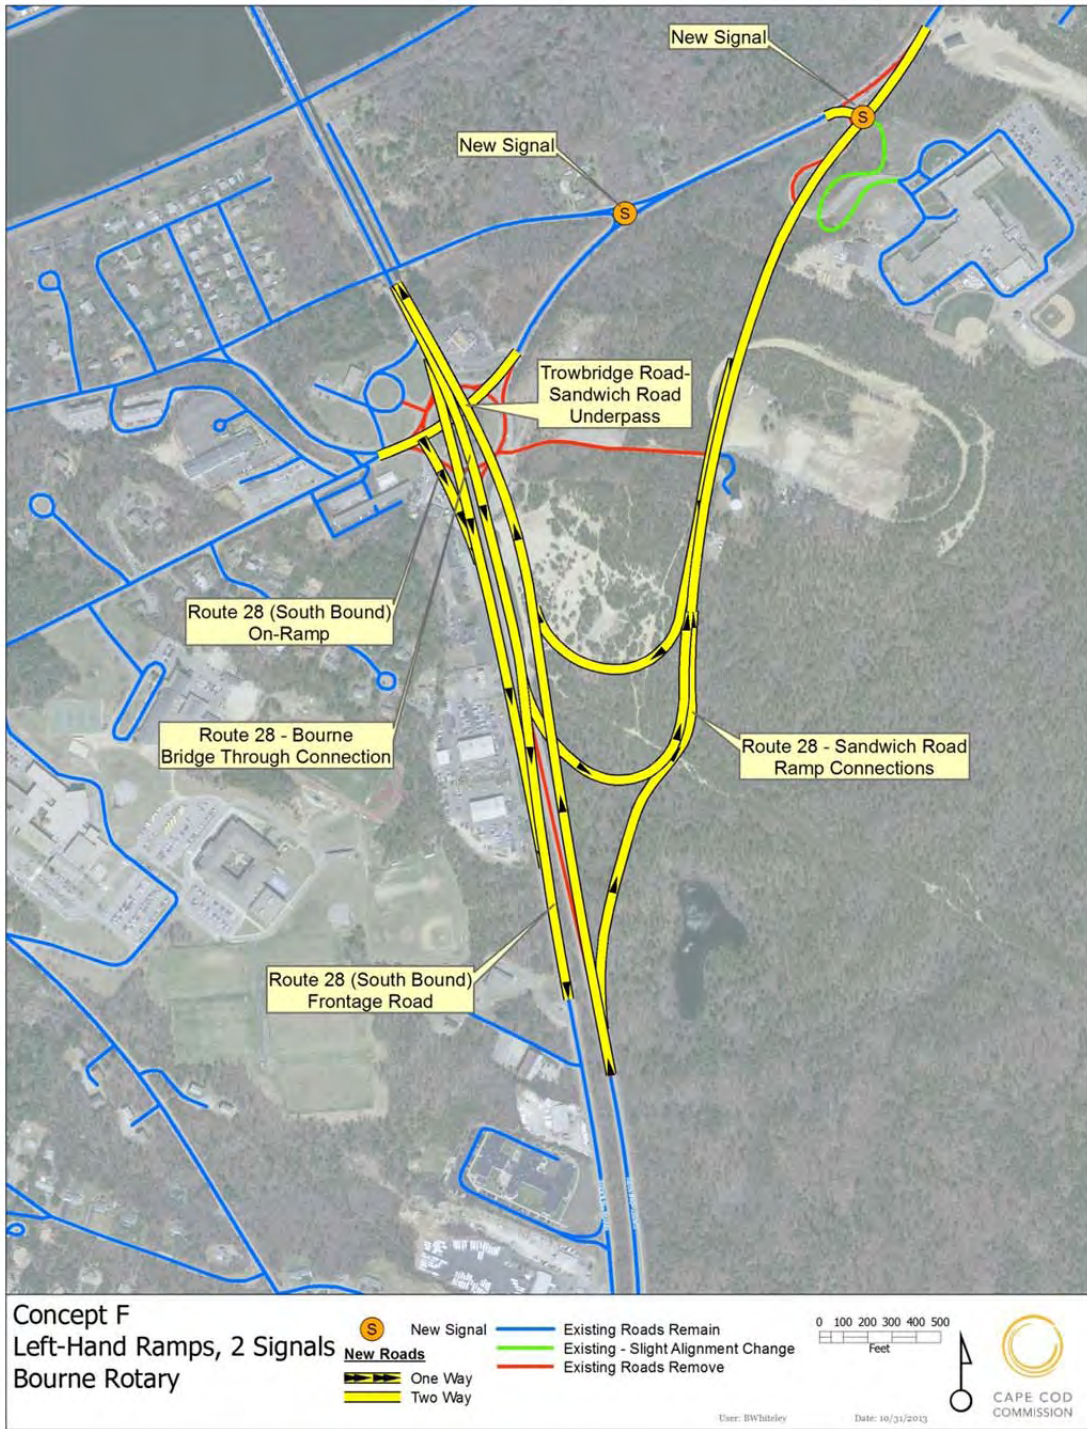 New Signal
S
New Signal
S
Trowbridge Road-
Sandwich Road
Underpass
Route 28 (South Bound)
On-Ramp
Route 28 - Bourne
Bridge Through Connection
Route 28 - Sandwich Road
Ramp Connections
Route 28 (South Bound)
Frontage Road
Concept F
Left-Hand Ramps, 2 Signals
Bourne Rotary
S New Signal
New Roads
One Way
Two Way
Existing Roads Remain
Existing - Slight Alignment Change
Existing Roads Remove
0 100 200 300 400 500
Feet
CAPE COD
COMMISSION
User: BWhiteley
Date: 10/31/2013